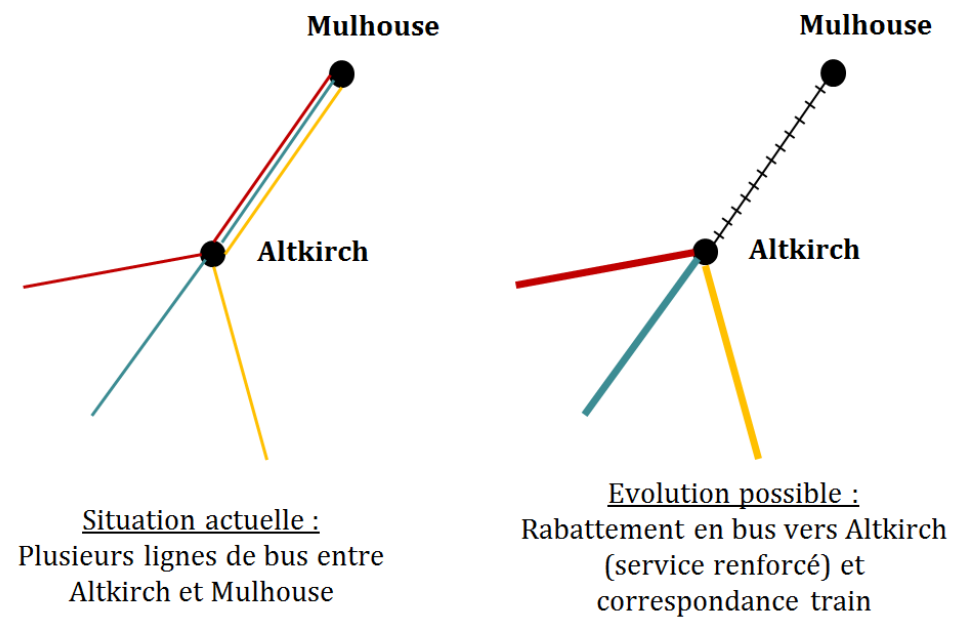 Mulhouse
Altkirch
Situation actuelle :
Plusieurs lignes de bus entre
Altkirch et Mulhouse
Mulhouse
Altkirch
Evolution possible :
Rabattement en bus vers Altkirch
(service renforcé) et
correspondance train